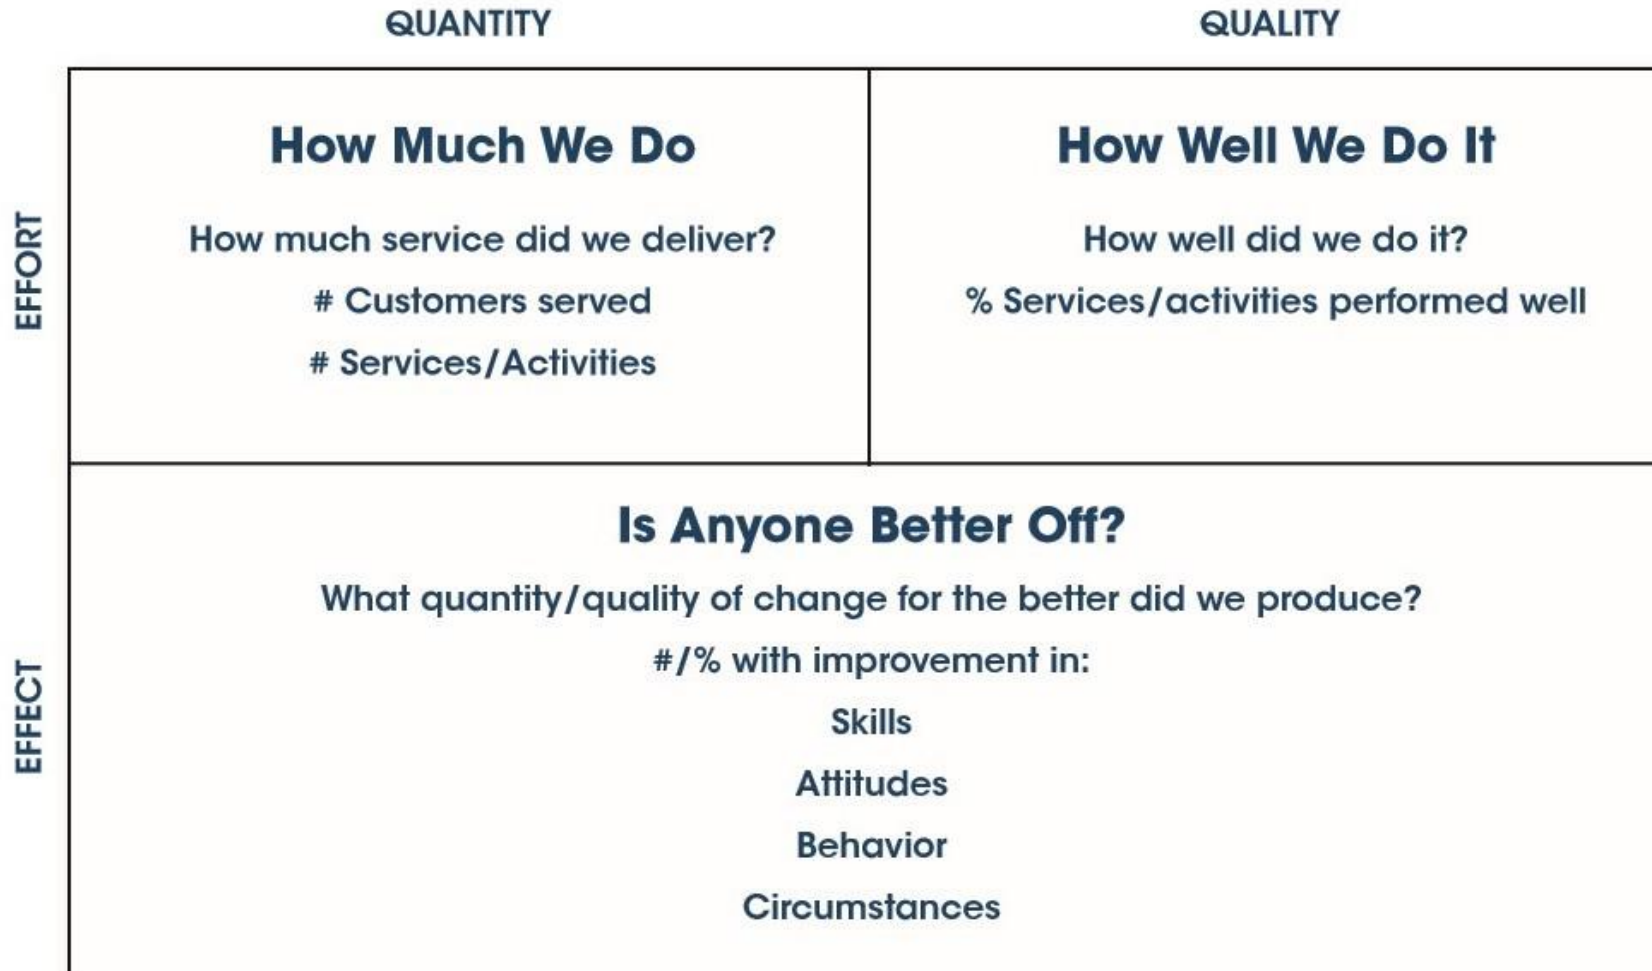 QUANTITY
QUALITY
EFFORT
How Much We Do
How much service did we deliver?
# Customers served
# Services/Activities
How Well We Do It
How well did we do it?
% Services/activities performed well
EFFECT
Is Anyone Better Off?
What quantity/quality of change for the better did we produce?
#/% with improvement in:
Skills
Attitudes
Behavior
Circumstances